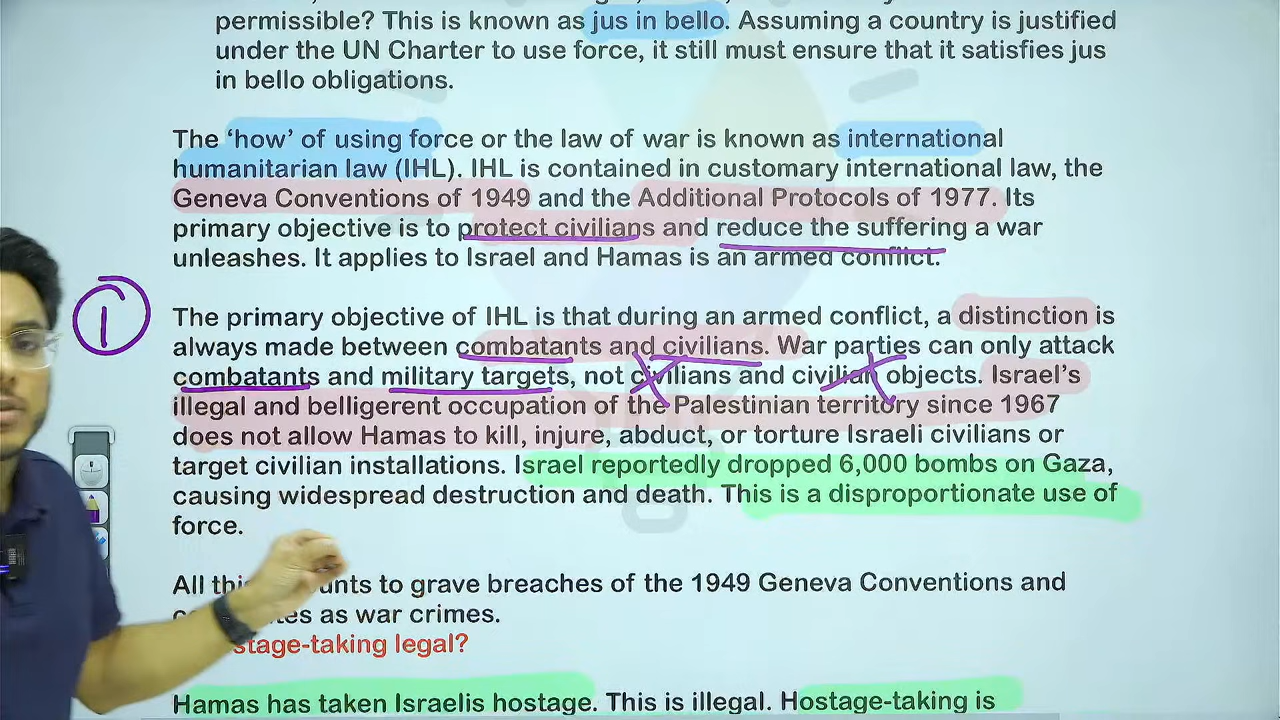 permissible? This is known as jus in bello. Assuming a country is justified
under the UN Charter to use force, it still must ensure that it satisfies jus
in bello obligations.
The ‘how’ of using force or the law of war is known as international
humanitarian law (IHL). IHL is contained in customary international law, the
Geneva Conventions of 1949 and the Additional Protocols of 1977. Its
primary objective is to protect civilians and reduce the suffering a war
unleashes. It applies to Israel and Hamas is an armed conflict.
1
The primary objective of IHL is that during an armed conflict, a distinction is
always made between combatants and civilians. War parties can only attack
combatants and military targets, not civilians and civilian objects. Israel’s
illegal and belligerent occupation of the Palestinian territory since 1967
does not allow Hamas to kill, injure, abduct, or torture Israeli civilians or
target civilian installations. Israel reportedly dropped 6,000 bombs on Gaza,
causing widespread destruction and death. This is a disproportionate use of
force.
All to grave breaches of the 1949 Geneva Conventions and
as war crimes.
legal?
Hamas has taken Israelis hostage. This is illegal. Hostage-taking is